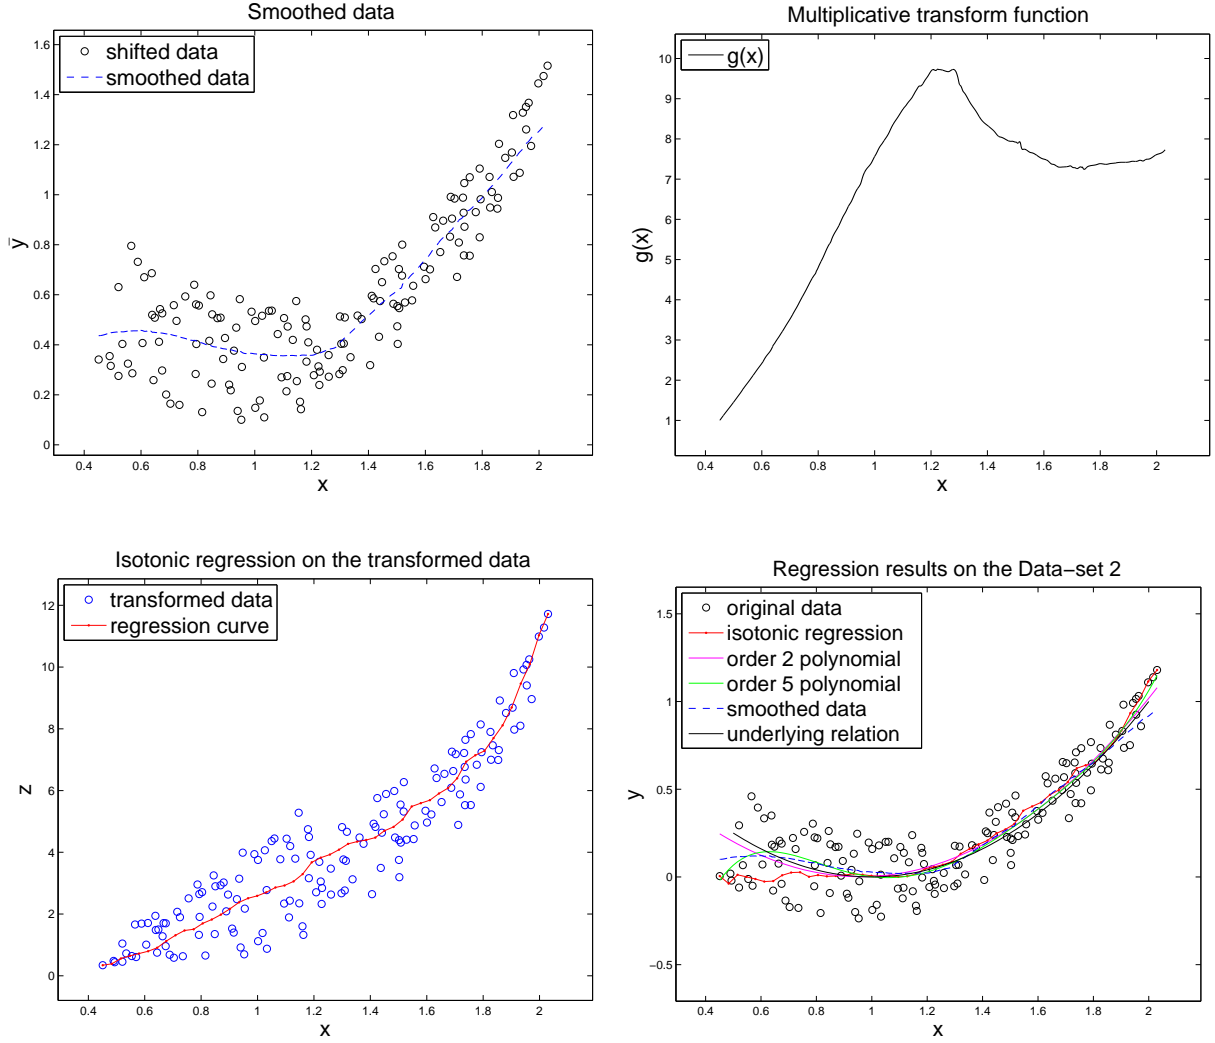 Smoothed data
shifted data
smoothed data
1.6
1.4
1.2
1
0.8
0.6
0.4
0.2
0
ȳ
0.4 0.6 0.8 1 1.2 1.4 1.6 1.8 2
x
Multiplicative transform function
g(x)
10
9
8
7
6
5
4
3
2
1
g(x)
0.4 0.6 0.8 1 1.2 1.4 1.6 1.8 2
x
Isotonic regression on the transformed data
transformed data
regression curve
12
10
8
6
4
2
0
z
0.4 0.6 0.8 1 1.2 1.4 1.6 1.8 2
x
Regression results on the Data−set 2
original data
isotonic regression
order 2 polynomial
order 5 polynomial
smoothed data
underlying relation
1.5
1
0.5
0
−0.5
y
0.4 0.6 0.8 1 1.2 1.4 1.6 1.8 2
x